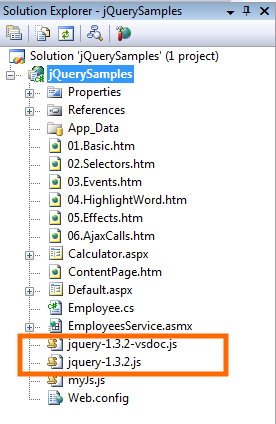 Solution Explorer - jQuerySamples
Solution 'jQuerySamples' (1 project)
jQuerySamples
Properties
References
App_Data
01.Basic.htm
02.Selectors.htm
03.Events.htm
04.HighlightWord.htm
05.Effects.htm
06.AjaxCalls.htm
Calculator.aspx
ContentPage.htm
Default.aspx
Employee.cs
EmployeesService.asmx
jquery-1.3.2-vsdoc.js
jquery-1.3.2.js
myJs.js
Web.config